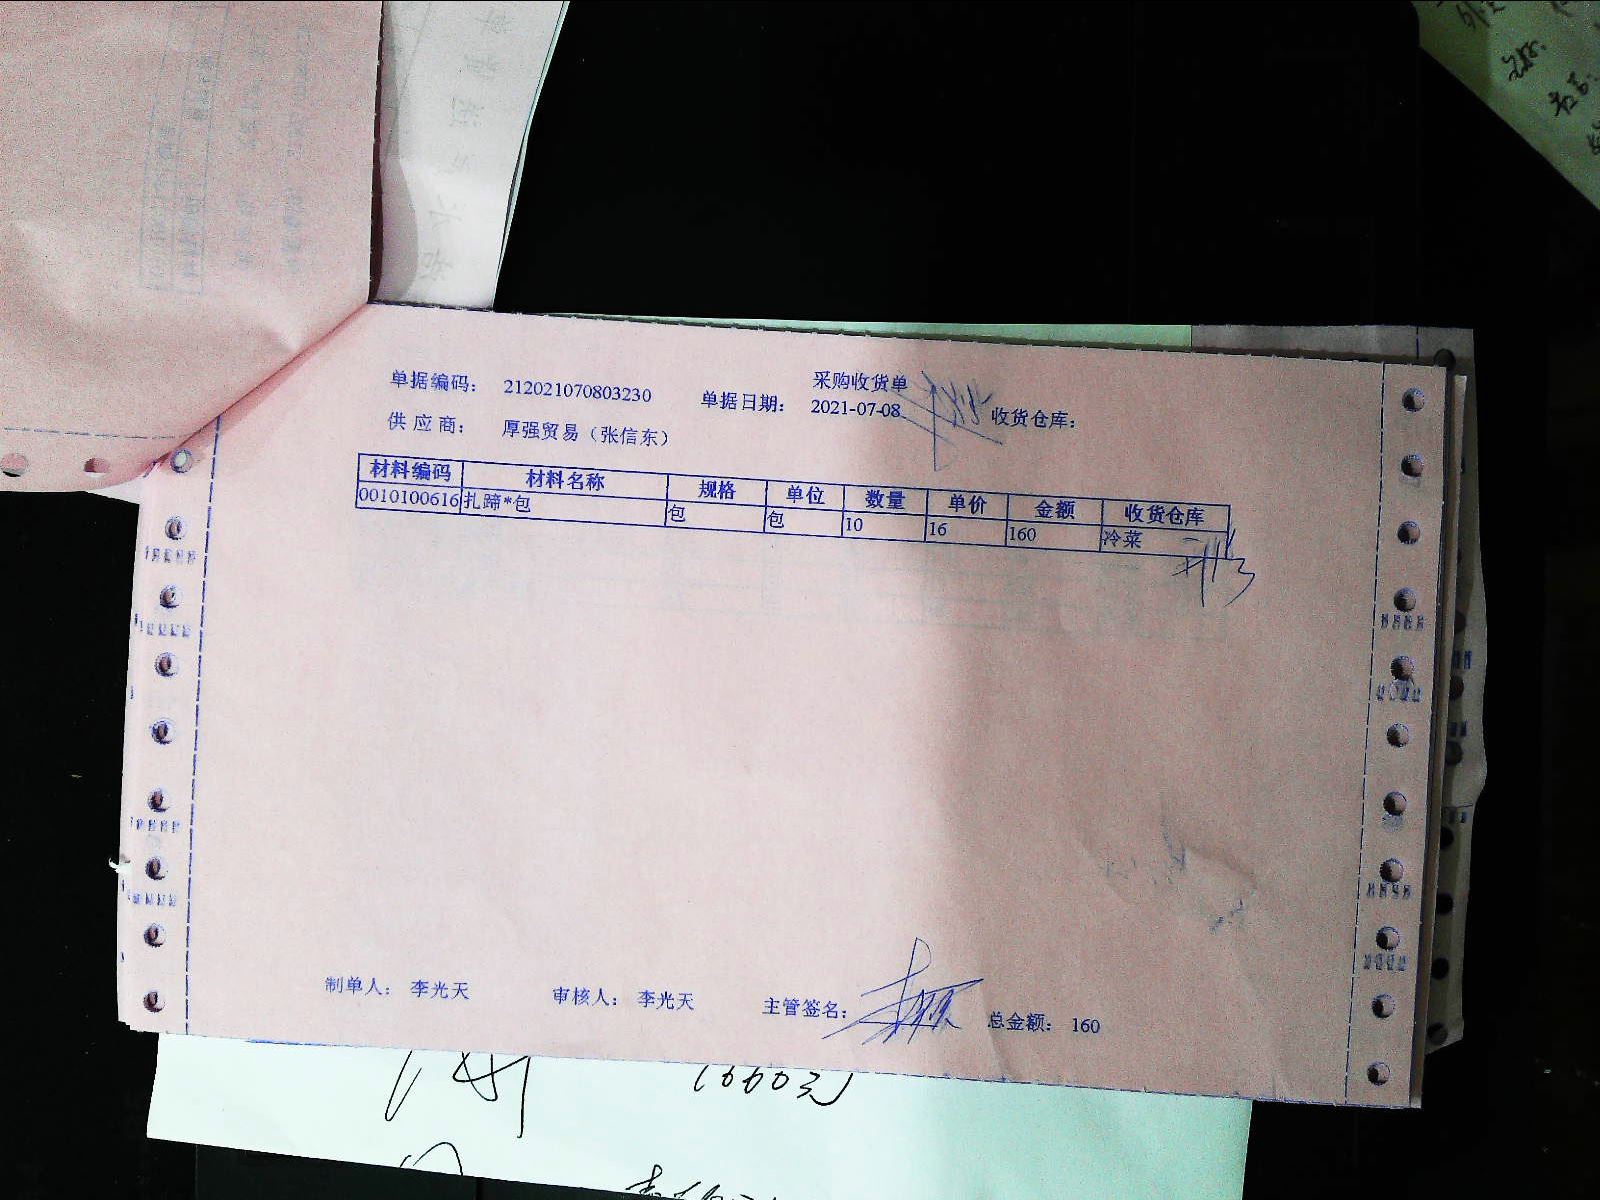 采购收货单
单据编码： 212021070803230 单据日期： 2021-07-08 收货仓库：
供应商： 厚强贸易（张信东）
材料编码 材料名称 规格 单位 数量 单价 金额 收货仓库
0010100616 扎蹄*包 包 包 10 16 160 冷菜
制单人： 李光天 审核人： 李光天 主管签名： 总金额： 160